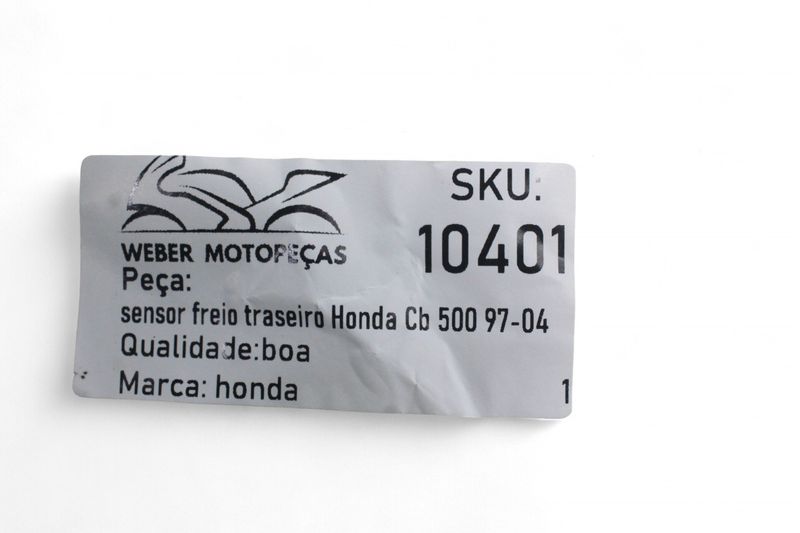 SKU:
10401
WEBER MOTOPEÇAS
Peça:
sensor freio traseiro Honda Cb 500 97-04
Qualidade:boa
Marca: honda
1